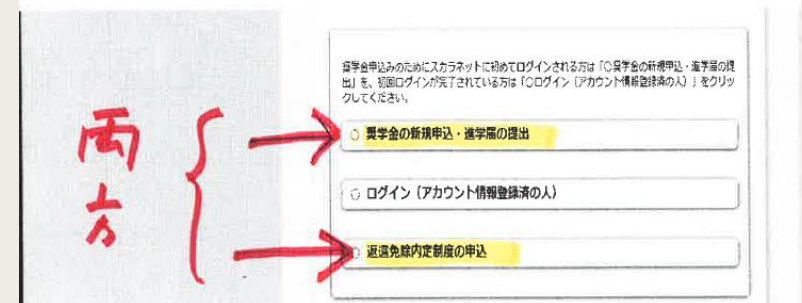 奨学金申込みのためにスカラネットに初めてログインされる方は「○奨学金の新規申込・進学届の提
出」を、初回ログインが完了されている方は「○ログイン（アカウント情報登録済の人）」をクリッ
クしてください。
両方
○ 奨学金の新規申込・進学届の提出
○ ログイン（アカウント情報登録済の人）
○ 返還免除内定制度の申込